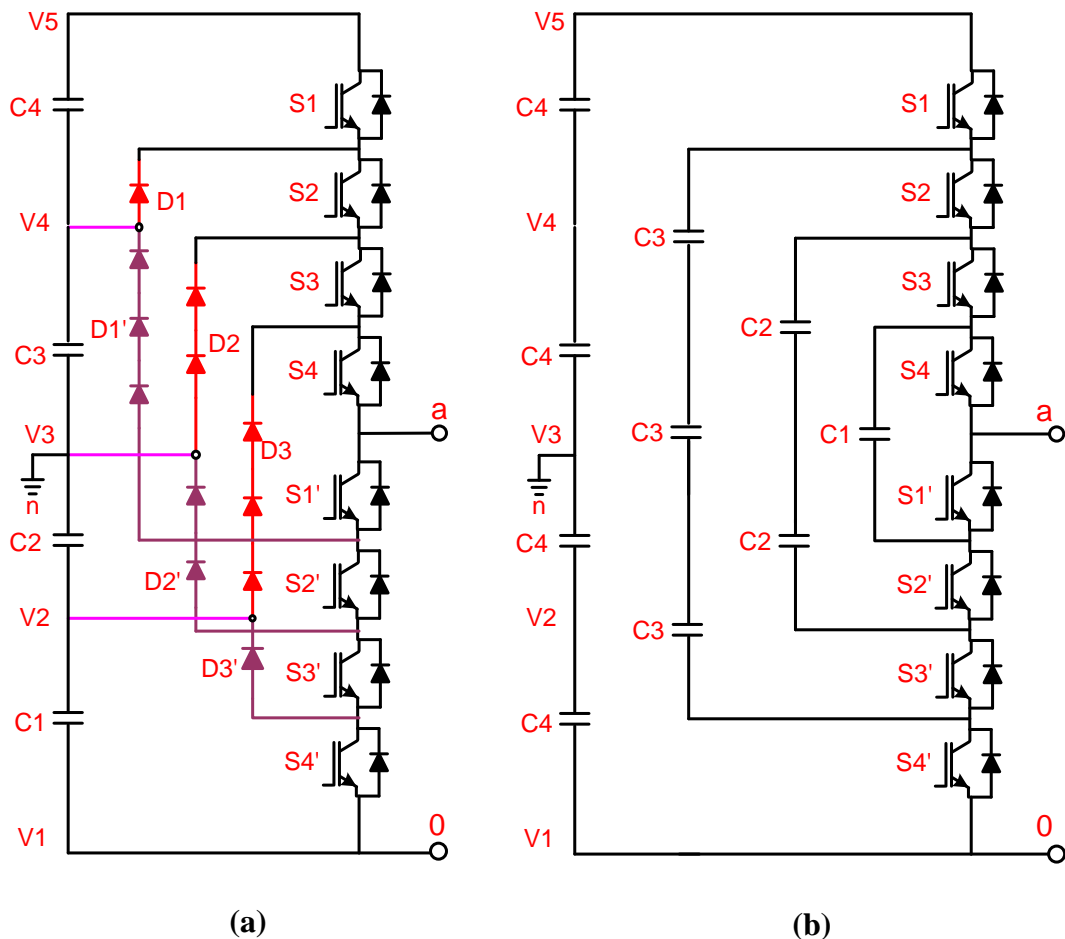 V5
S1
C4
S2
D1
V4
S3
D1'
D2
C3
S4
a
V3
D3
n
S1'
C2
D2'
S2'
V2
D3'
S3'
C1
S4'
V1
0
(a)
V5
S1
C4
S2
V4
C3
S3
C2
C4
S4
a
V3
C3
C1
n
S1'
C4
C2
S2'
V2
C3
S3'
C4
S4'
V1
0
(b)